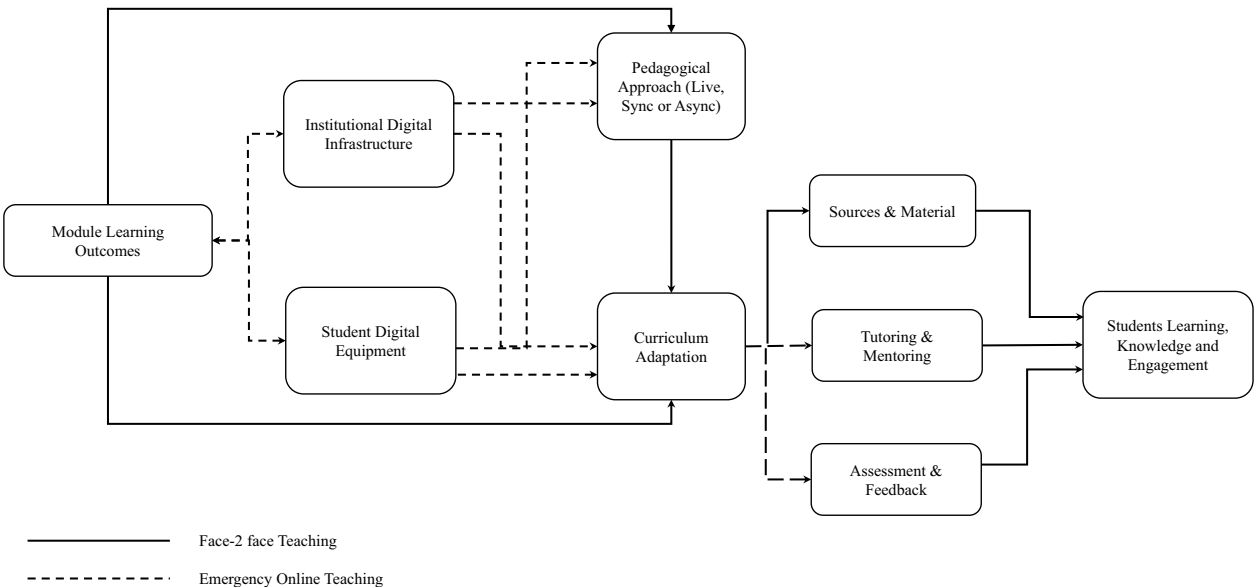 Pedagogical
Approach (Live,
Sync or Async)
Institutional Digital
Infrastructure
Module Learning
Outcomes
Student Digital
Equipment
Curriculum
Adaptation
Sources & Material
Tutoring &
Mentoring
Assessment &
Feedback
Students Learning,
Knowledge and
Engagement
Face-2 face Teaching
Emergency Online Teaching